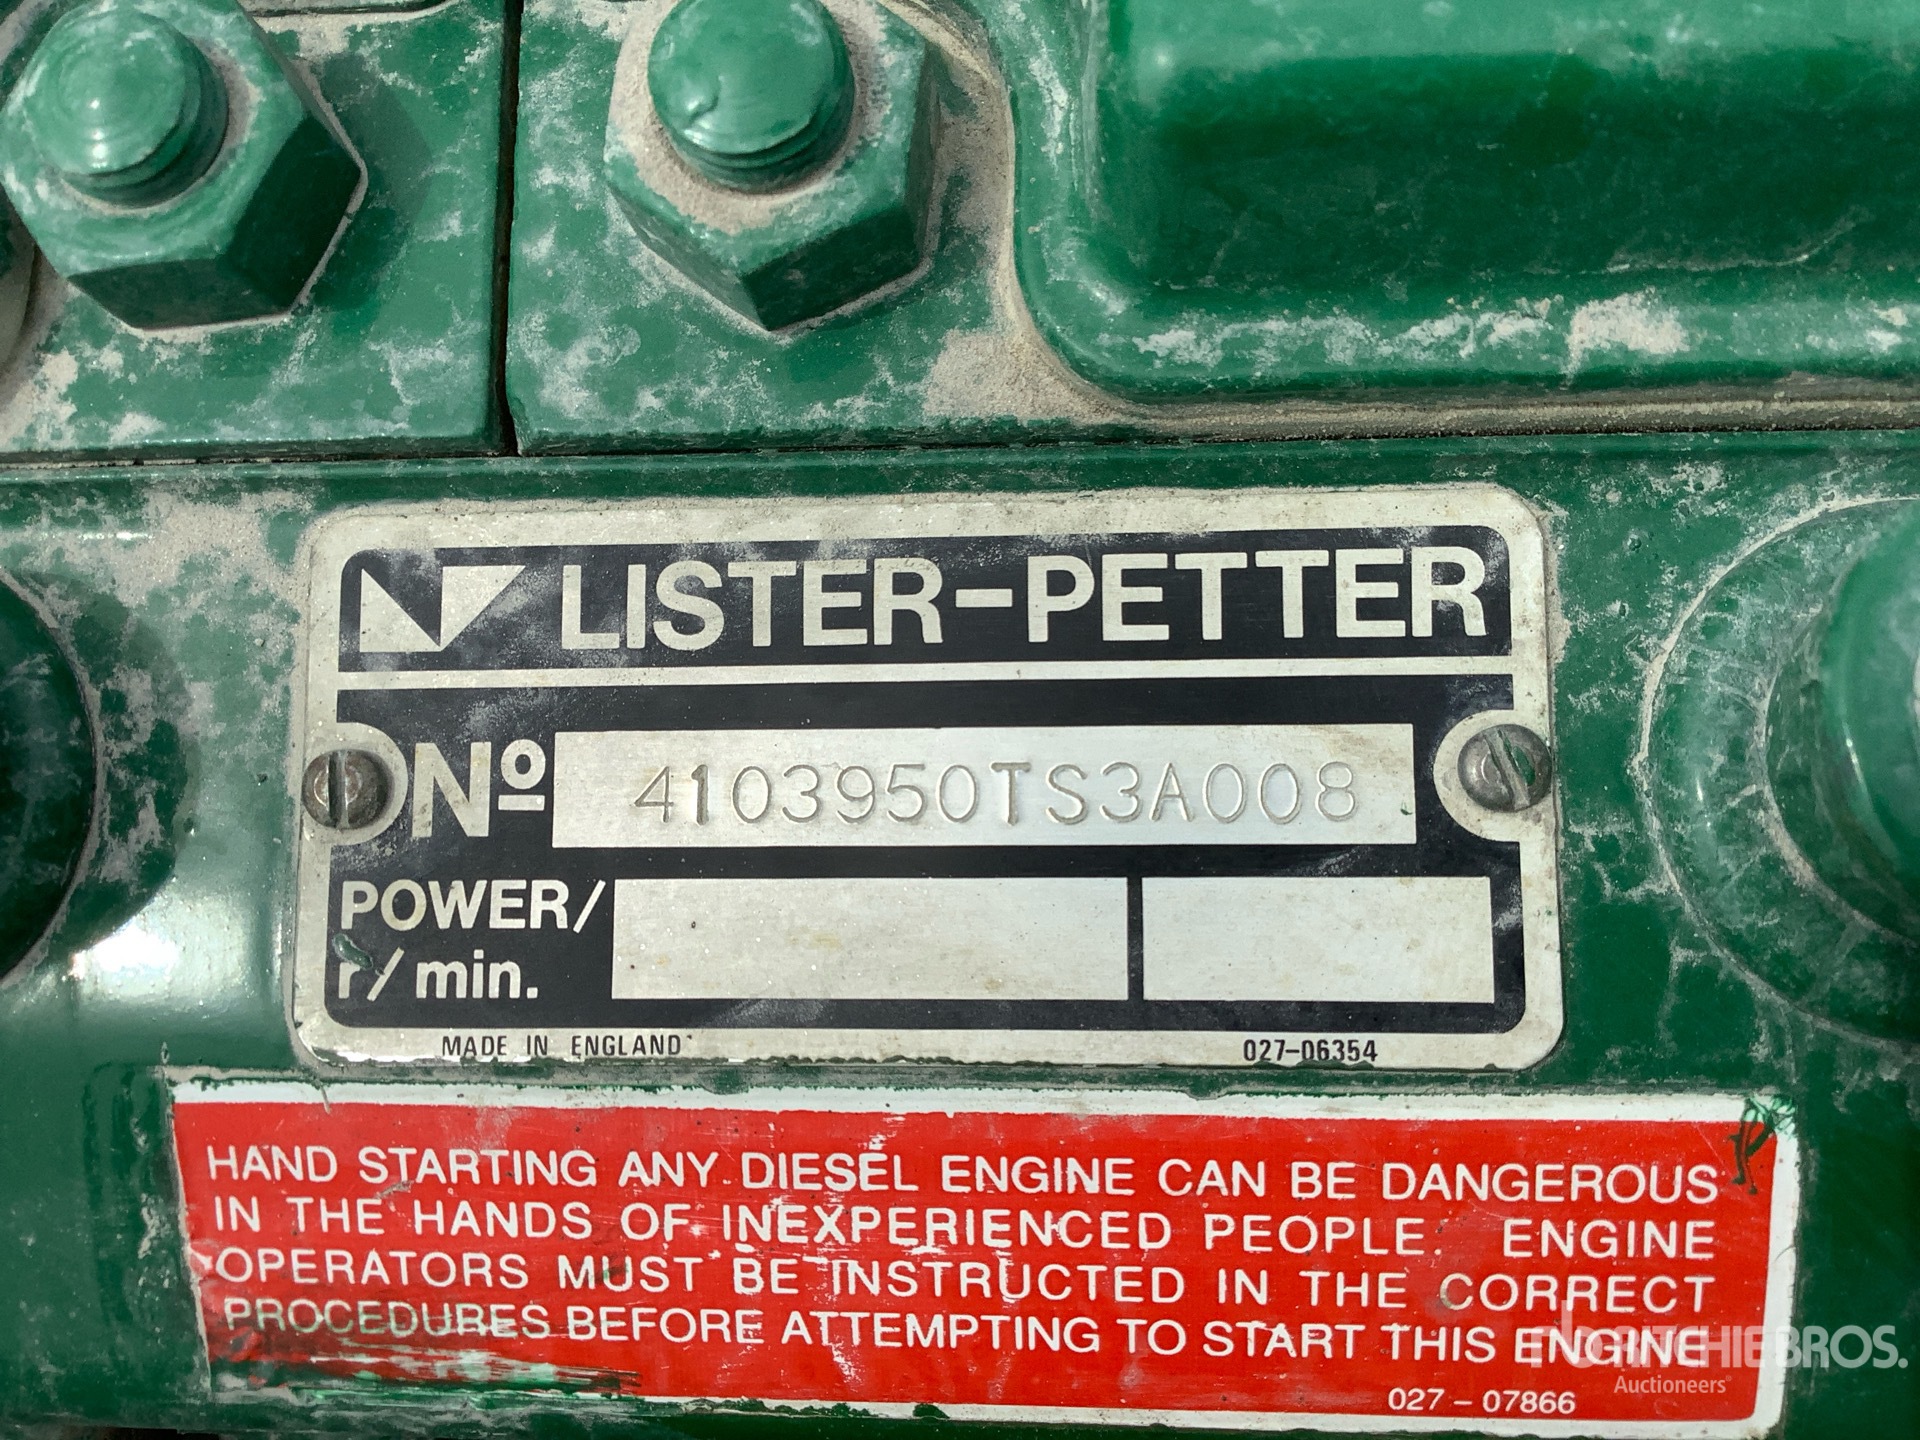 LISTER-PETTER
Nº 4103950TS3A008
POWER/
r/min.
MADE IN ENGLAND
027-06354
HAND STARTING ANY DIESEL ENGINE CAN BE DANGEROUS
IN THE HANDS OF INEXPERIENCED PEOPLE. ENGINE
OPERATORS MUST BE INSTRUCTED IN THE CORRECT
PROCEDURES BEFORE ATTEMPTING TO START THIS ENGINE
027-07866
RITCHIE BROS.
Auctioneers